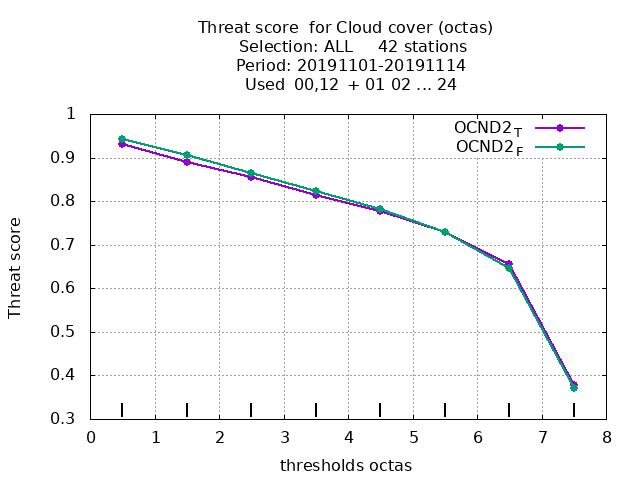 Threat score  for Cloud cover (octas)
Selection: ALL     42 stations
Period: 20191101-20191114
Used  00,12  + 01 02 ... 24
OCND2_T
OCND2_F
Threat score
1
0.9
0.8
0.7
0.6
0.5
0.4
0.3
0 1 2 3 4 5 6 7 8
thresholds octas